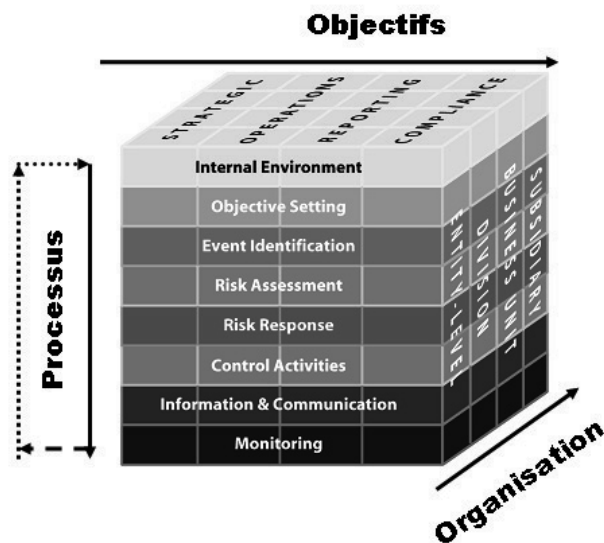 Objectifs
STRATEGIC
OPERATIONS
REPORTING
COMPLIANCE
Internal Environment
Objective Setting
Event Identification
Risk Assessment
Risk Response
Control Activities
Information & Communication
Monitoring
ENTITY-LEVEL
DIVISION
BUSINESS UNIT
SUBSIDIARY
Processus
Organisation